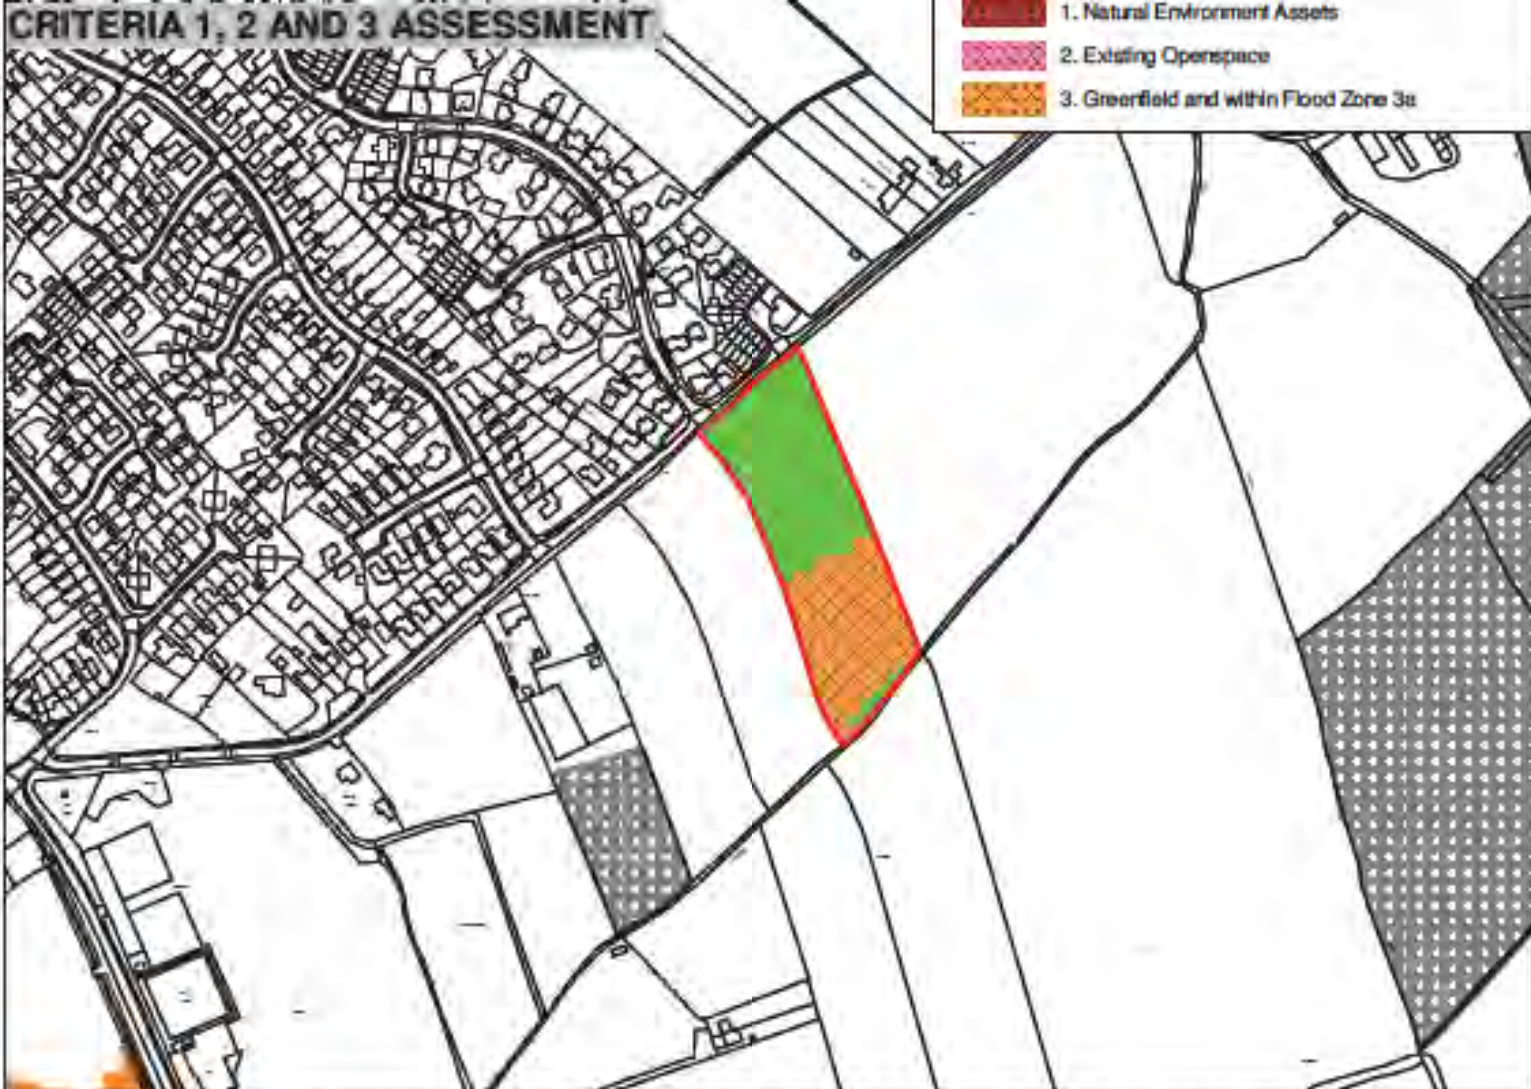 CRITERIA 1, 2 AND 3 ASSESSMENT
1. Natural Environment Assets
2. Existing Openspace
3. Greenfield and within Flood Zone 3a